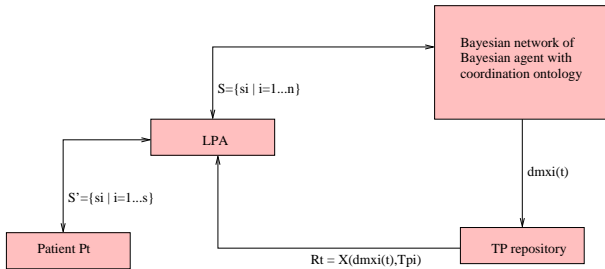 Bayesian network of
Bayesian agent with
coordination ontology
S={si | i=1...n}
LPA
dmxi(t)
S'={si | i=1...s}
Patient Pt
TP repository
Rt = X(dmxi(t),Tpi)